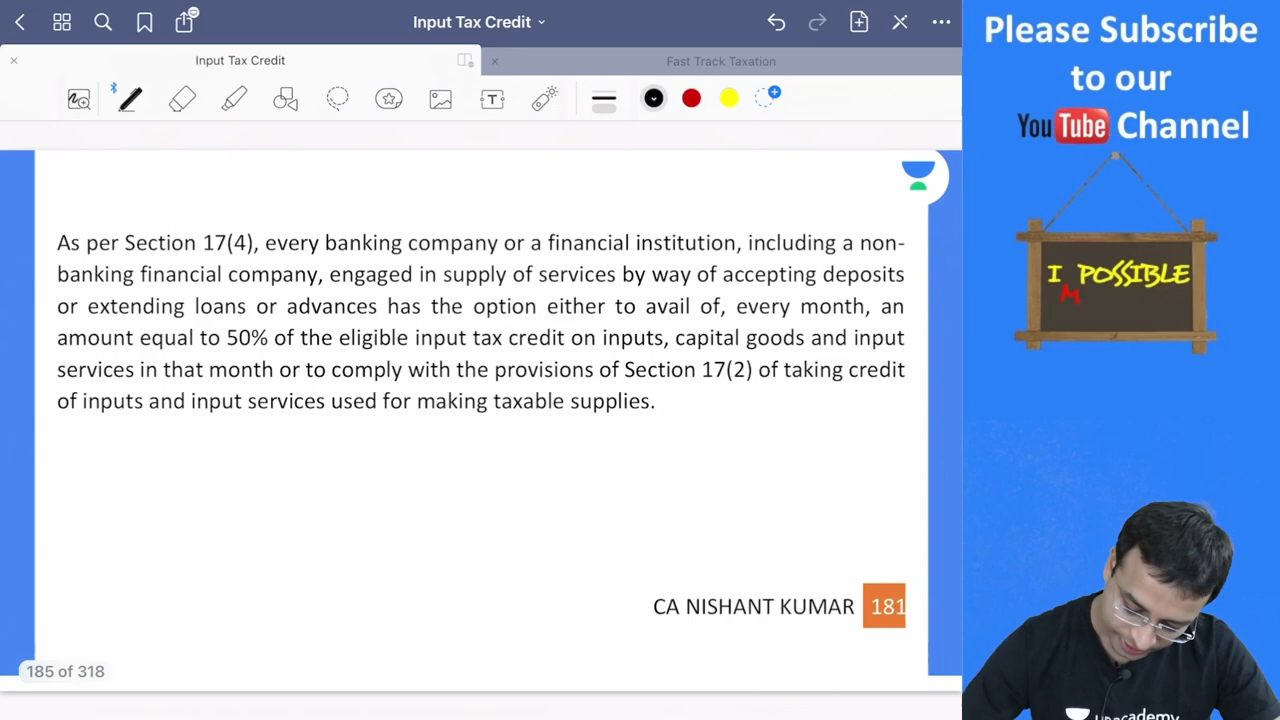 Input Tax Credit
Input Tax Credit
Fast Track Taxation
T
As per Section 17(4), every banking company or a financial institution, including a non-
banking financial company, engaged in supply of services by way of accepting deposits
or extending loans or advances has the option either to avail of, every month, an
amount equal to 50% of the eligible input tax credit on inputs, capital goods and input
services in that month or to comply with the provisions of Section 17(2) of taking credit
of inputs and input services used for making taxable supplies.
CA NISHANT KUMAR 181
185 of 318
Please Subscribe
to our
YouTube Channel
I POSSIBLE
M
unacademy